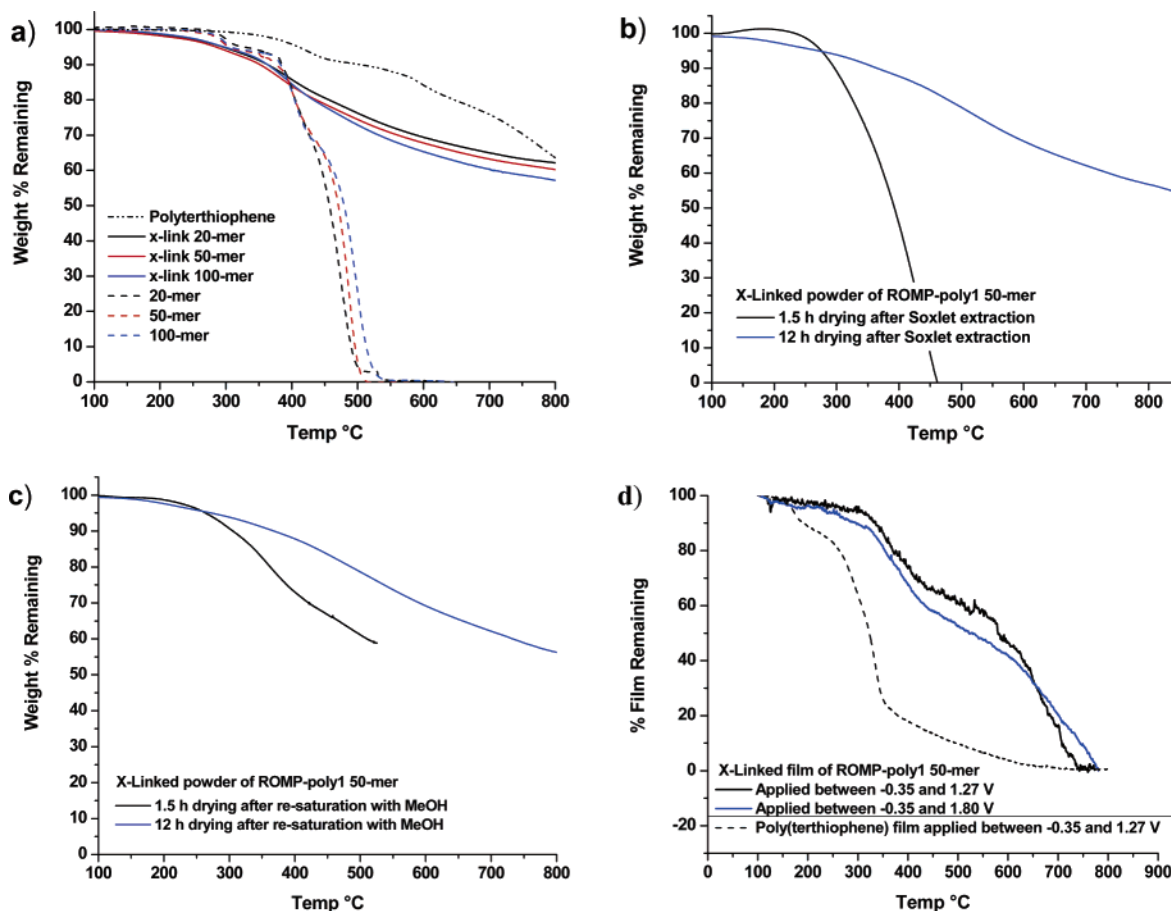 a)
Weight % Remaining
100
90
80
70
60
50
40
30
20
10
0
Polyterthiophene
x-link 20-mer
x-link 50-mer
x-link 100-mer
20-mer
50-mer
100-mer
100 200 300 400 500 600 700 800
Temp °C
b)
Weight % Remaining
100
90
80
70
60
50
40
30
20
10
0
X-Linked powder of ROMP-poly1 50-mer
1.5 h drying after Soxlet extraction
12 h drying after Soxlet extraction
100 200 300 400 500 600 700 800
Temp °C
c)
Weight % Remaining
100
90
80
70
60
50
40
30
20
10
0
X-Linked powder of ROMP-poly1 50-mer
1.5 h drying after re-saturation with MeOH
12 h drying after re-saturation with MeOH
100 200 300 400 500 600 700 800
Temp °C
d)
% Film Remaining
100
80
60
40
20
0
-20
X-Linked film of ROMP-poly1 50-mer
Applied between -0.35 and 1.27 V
Applied between -0.35 and 1.80 V
Poly(terthiophene) film applied between -0.35 and 1.27 V
0 100 200 300 400 500 600 700 800 900
Temp °C